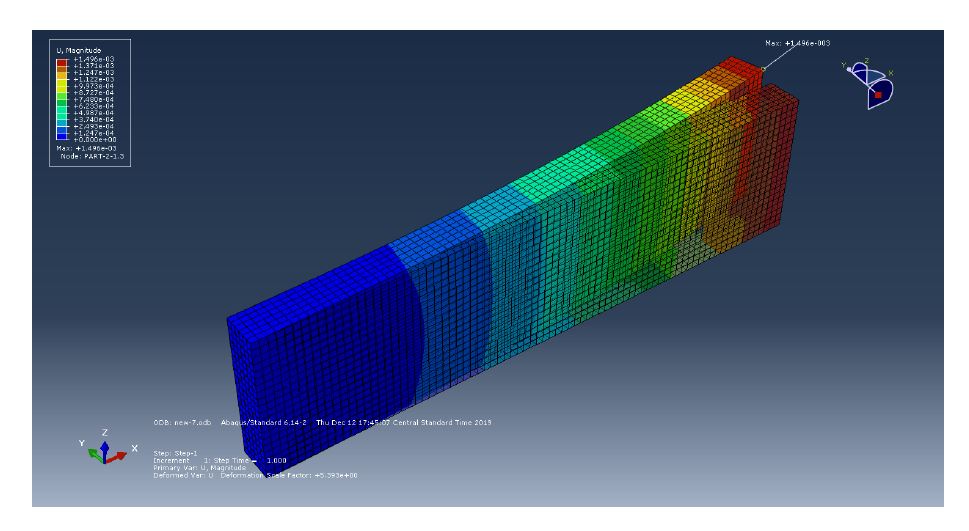 U, Magnitude
+1.496e-03
+1.371e-03
+1.247e-03
+1.122e-03
+9.973e-04
+8.727e-04
+7.480e-04
+6.233e-04
+4.987e-04
+3.740e-04
+2.493e-04
+1.247e-04
+0.000e+00
Max: +1.496e-03
Node: PART-2-1.3
Max: +1.496e-003
Y Z X
ODB: new-7.odb Abaqus/Standard 6.14-2 Thu Dec 12 17:45:07 Central Standard Time 2019
Z
Y X
Step: Step-1
Increment 1: Step Time = 1.000
Primary Var: U, Magnitude
Deformed Var: U Deformation Scale Factor: +5.393e+00